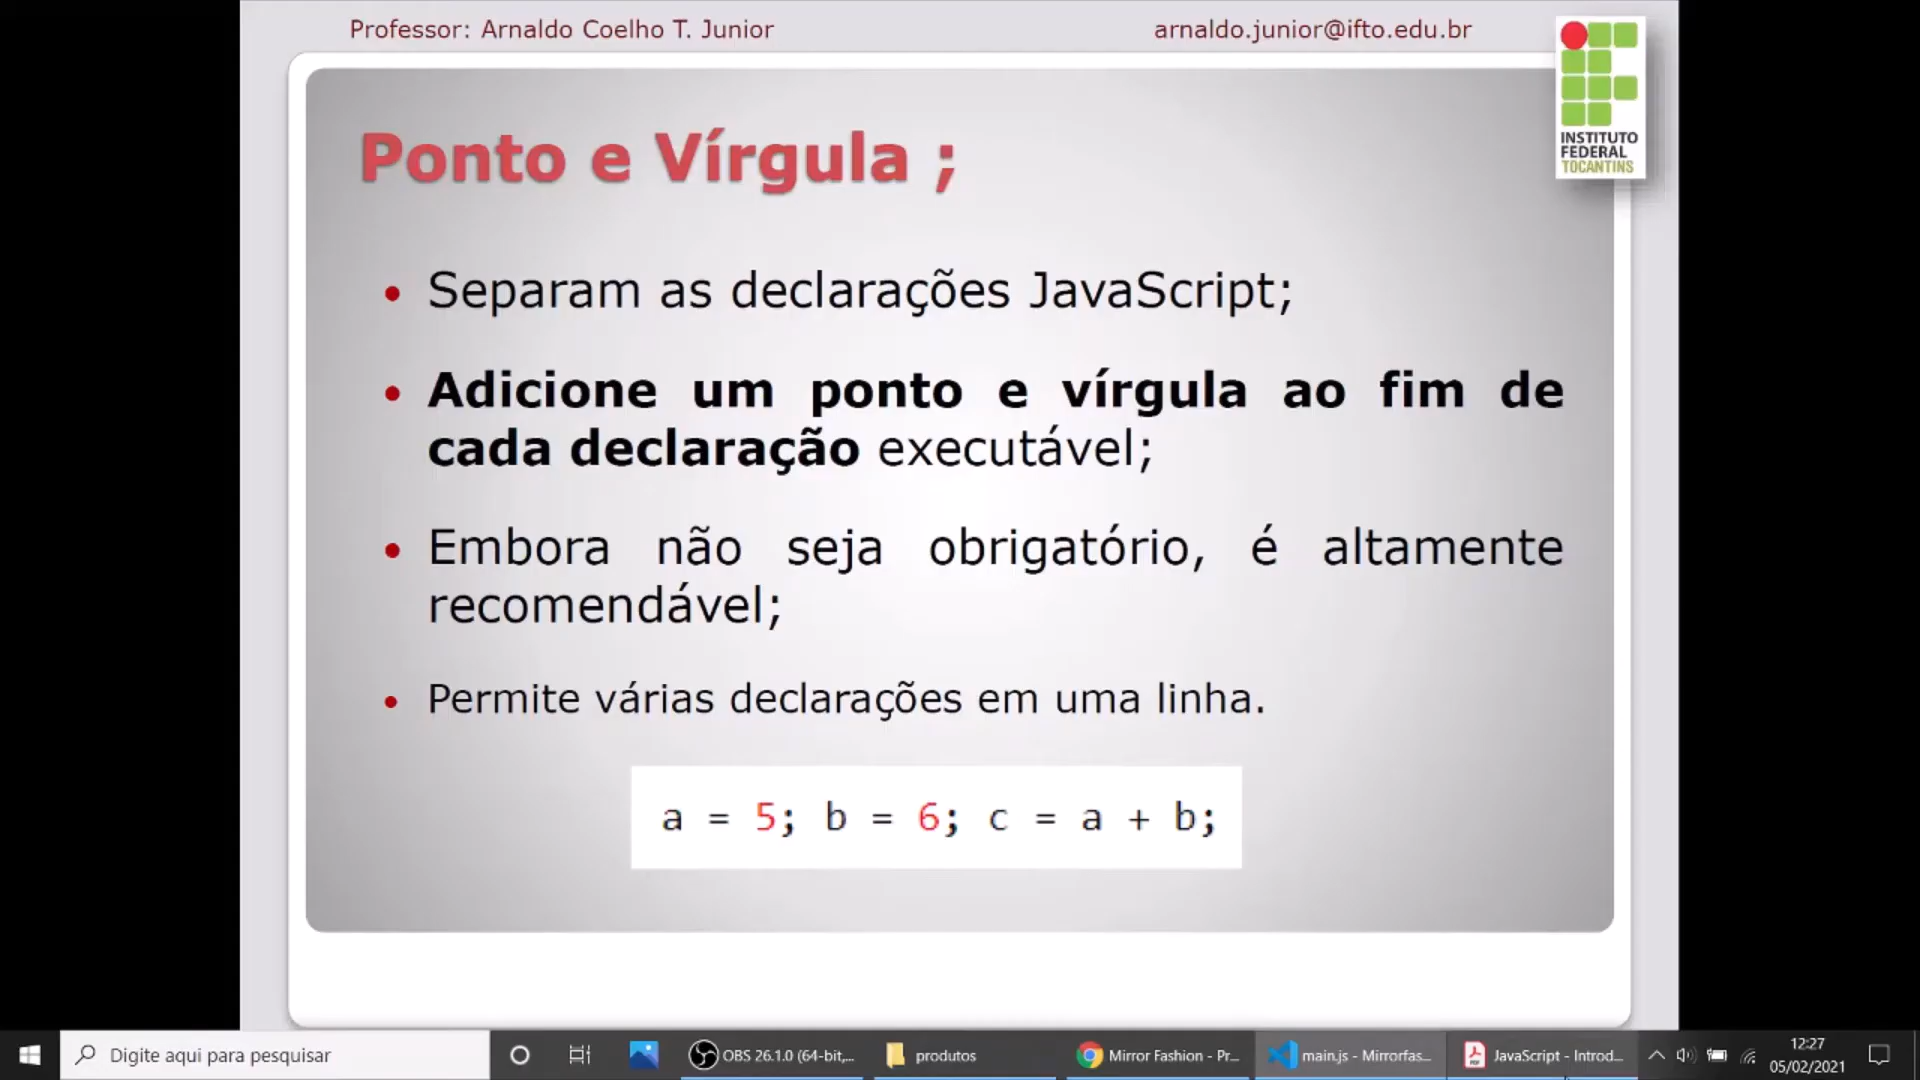 Professor: Arnaldo Coelho T. Junior
arnaldo.junior@ifto.edu.br
INSTITUTO
FEDERAL
TOCANTINS
Ponto e Vírgula ;
• Separam as declarações JavaScript;
• Adicione um ponto e vírgula ao fim de
cada declaração executável;
• Embora não seja obrigatório, é altamente
recomendável;
• Permite várias declarações em uma linha.
a = 5; b = 6; c = a + b;
Digite aqui para pesquisar
OBS 26.1.0 (64-bit,...
produtos
Mirror Fashion - Pr...
main.js - Mirrorfas...
JavaScript - Introd...
12:27
05/02/2021